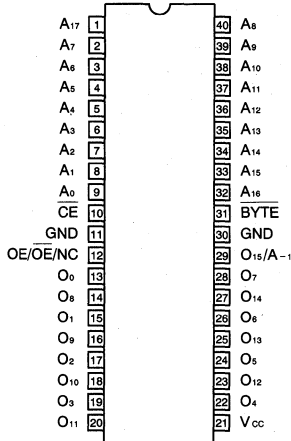 A17 1 40 A8
A7 2 39 A9
A6 3 38 A10
A5 4 37 A11
A4 5 36 A12
A3 6 35 A13
A2 7 34 A14
A1 8 33 A15
A0 9 32 A16
C̅E̅ 10 31 B̅Y̅T̅E̅
GND 11 30 GND
OE/O̅E̅/NC 12 29 O15/A-1
O0 13 28 O7
O8 14 27 O14
O1 15 26 O6
O9 16 25 O13
O2 17 24 O5
O10 18 23 O12
O3 19 22 O4
O11 20 21 VCC